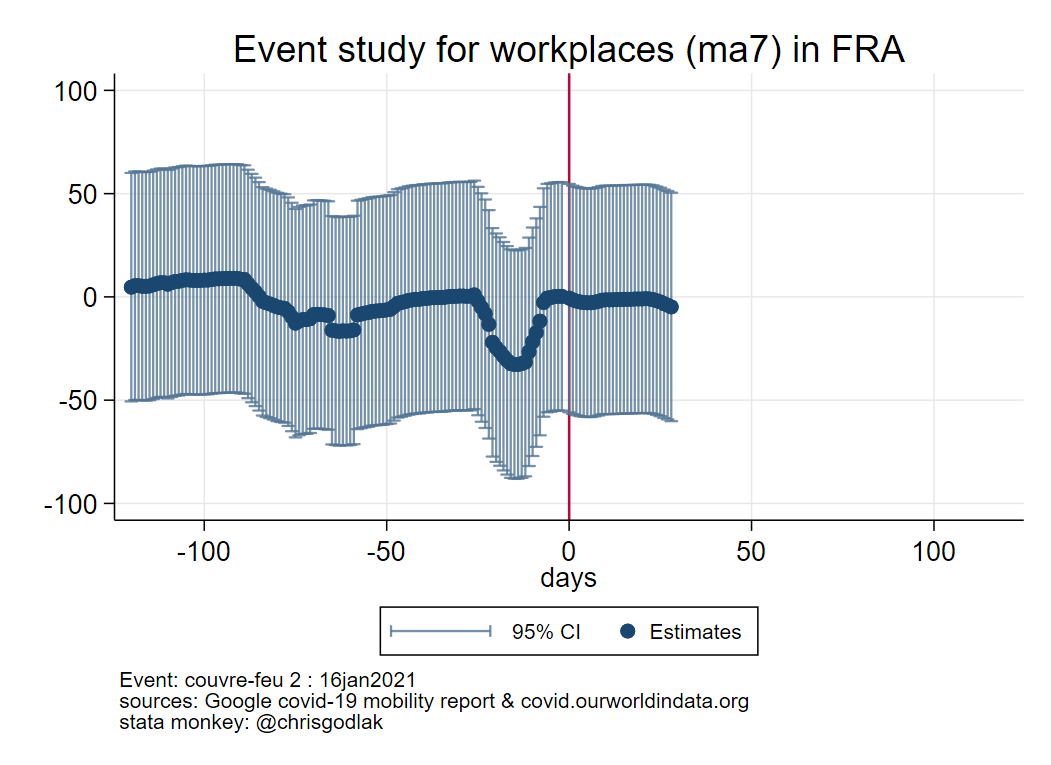 Event study for workplaces (ma7) in FRA
100
50
0
-50
-100
-100 -50 0 50 100
days
95% CI Estimates
Event: couvre-feu 2 : 16jan2021
sources: Google covid-19 mobility report & covid.ourworldindata.org
stata monkey: @chrisgodlak